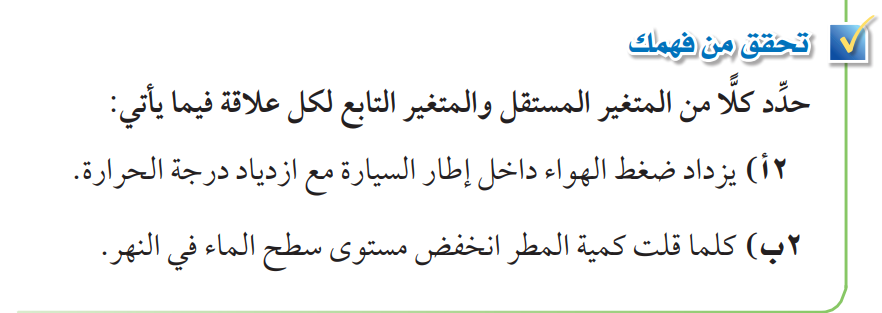 تحقق من فهمك
حدِّد كلًّا من المتغير المستقل والمتغير التابع لكل علاقة فيما يأتي:
٢أ) يزداد ضغط الهواء داخل إطار السيارة مع ازدياد درجة الحرارة.
٢ب) كلما قلت كمية المطر انخفض مستوى سطح الماء في النهر.